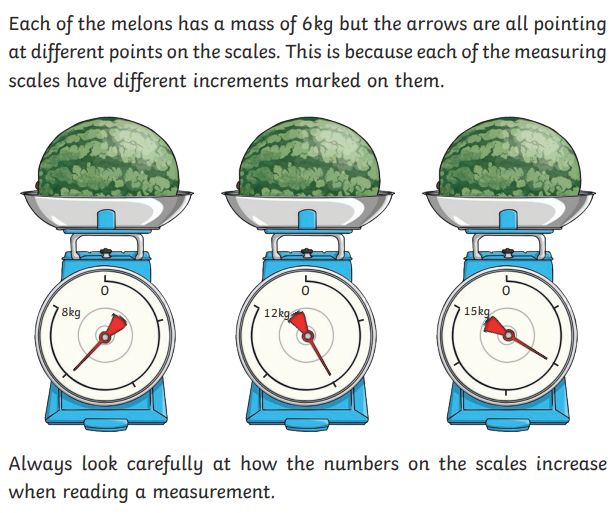 Each of the melons has a mass of 6kg but the arrows are all pointing
at different points on the scales. This is because each of the measuring
scales have different increments marked on them.
0
8kg
0
12kg
0
15kg
Always look carefully at how the numbers on the scales increase
when reading a measurement.